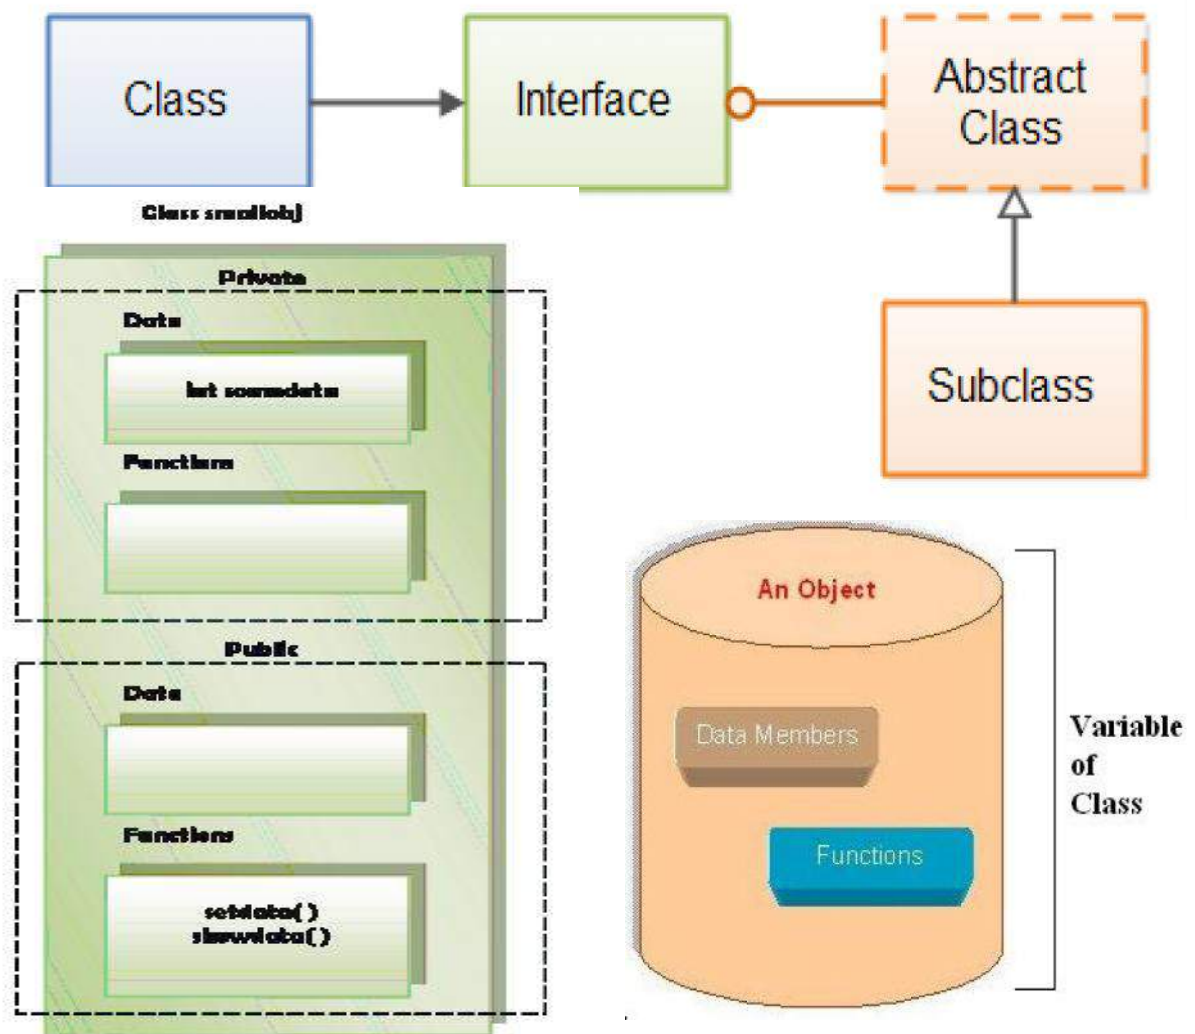 Class
Interface
Abstract
Class
Subclass
Class smallobj
Private
Data
int somedata
Functions
Public
Data
Functions
setdata( )
showdata( )
An Object
Data Members
Functions
Variable
of
Class